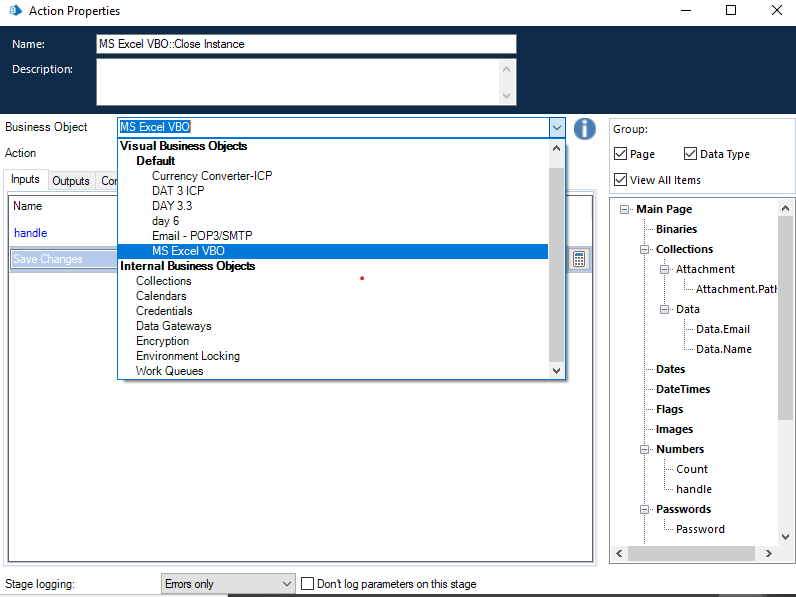 Action Properties
Name:
MS Excel VBO::Close Instance
Description:
Business Object
MS Excel VBO
Action
Inputs
Outputs
Name
handle
Save Changes
Visual Business Objects
Default
Currency Converter-ICP
DAT 3 ICP
DAY 3.3
day 6
Email - POP3/SMTP
MS Excel VBO
Internal Business Objects
Collections
Calendars
Credentials
Data Gateways
Encryption
Environment Locking
Work Queues
Group:
Page
Data Type
View All Items
Main Page
Binaries
Collections
Attachment
Attachment.Path
Data
Data.Email
Data.Name
Dates
DateTimes
Flags
Images
Numbers
Count
handle
Passwords
Password
Stage logging:
Errors only
Don't log parameters on this stage